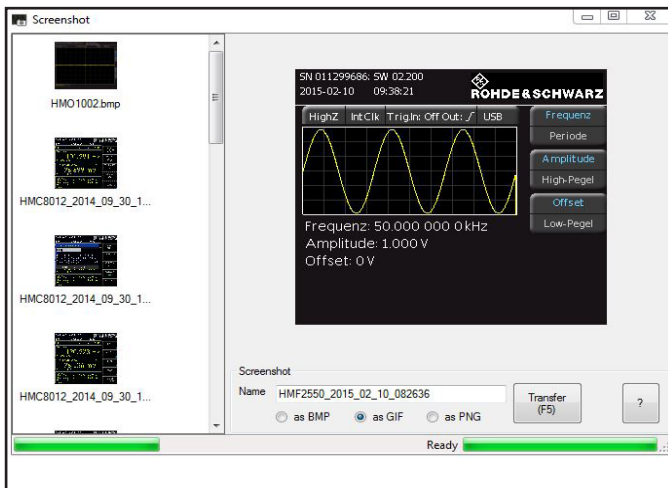 Screenshot
HMO1002.bmp
HMC8012_2014_09_30_1...
HMC8012_2014_09_30_1...
HMC8012_2014_09_30_1...
SN 011299686; SW 02.200
2015-02-10 09:38:21
ROHDE&SCHWARZ
HighZ IntClk Trig.In: Off Out: USB
Frequenz
Periode
Amplitude
High-Pegel
Offset
Low-Pegel
Frequenz: 50.000 000 0kHz
Amplitude: 1.000 V
Offset: 0 V
Screenshot
Name HMF2550_2015_02_10_082636
as BMP as GIF as PNG
Transfer
(F5)
?
Ready